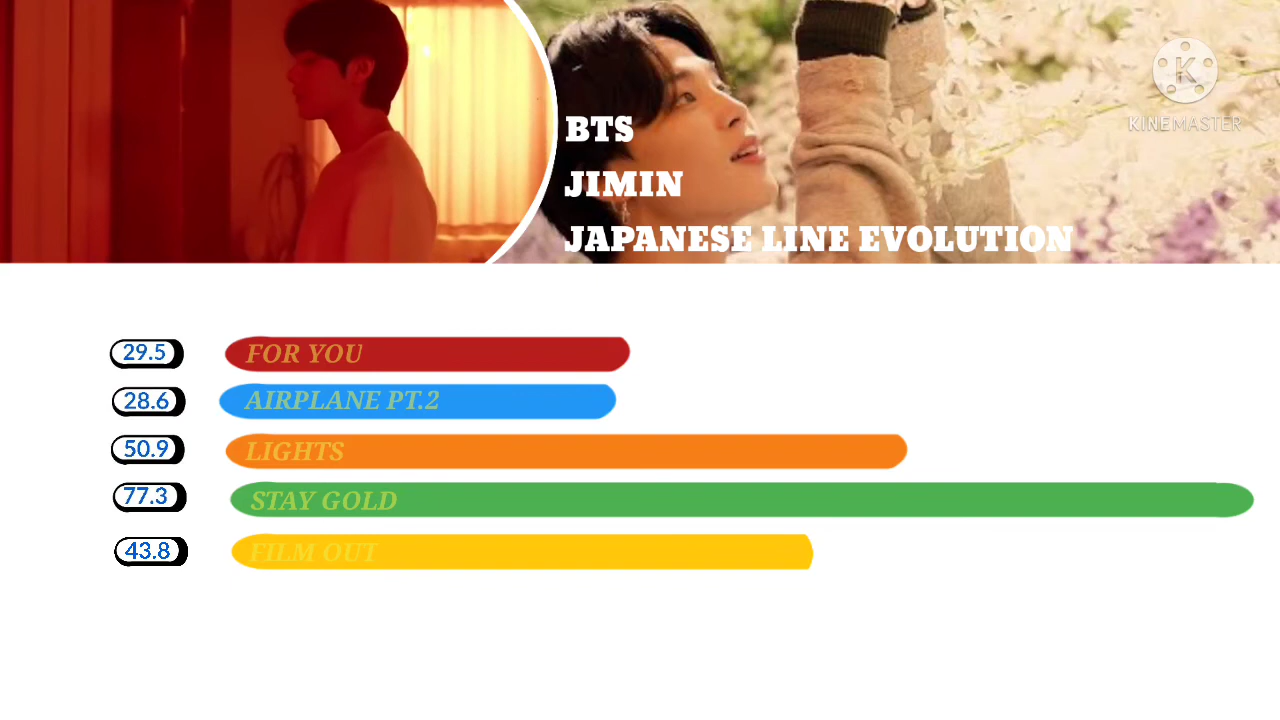 BTS
JIMIN
JAPANESE LINE EVOLUTION
K
KINEMASTER
29.5 FOR YOU
28.6 AIRPLANE PT.2
50.9 LIGHTS
77.3 STAY GOLD
43.8 FILM OUT